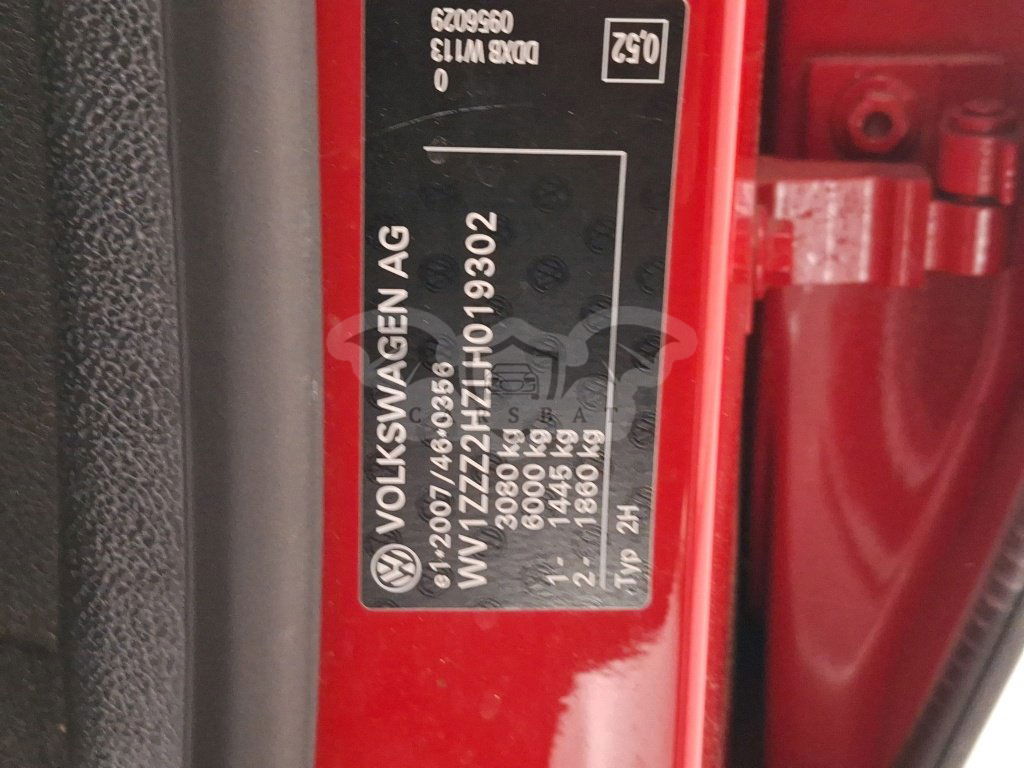 VOLKSWAGEN AG
e1*2007/46*0356
WV1ZZZ2HZLH019302
3080 kg
6000 kg
1 - 1445 kg
2 - 1860 kg
Typ 2H
0956029
DDXB W113
0
0,52
CARSBAT